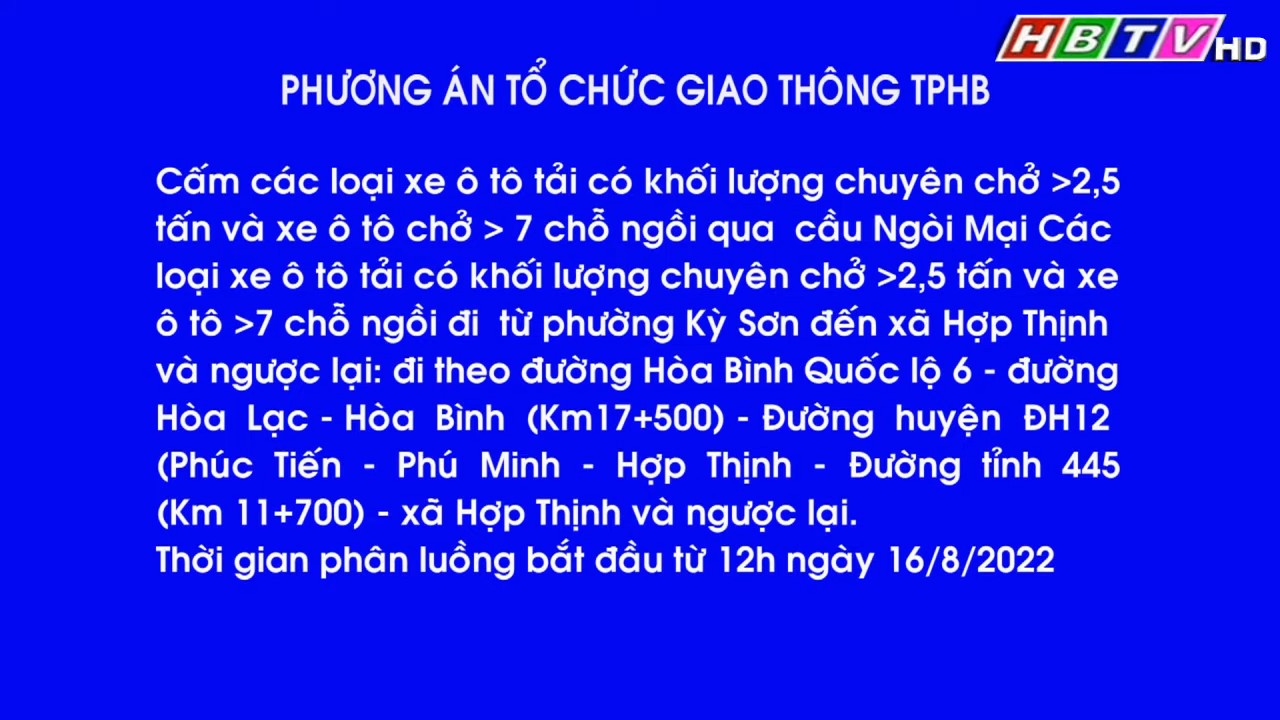 HBTV HD
PHƯƠNG ÁN TỔ CHỨC GIAO THÔNG TPHB
Cấm các loại xe ô tô tải có khối lượng chuyên chở >2,5
tấn và xe ô tô chở > 7 chỗ ngồi qua cầu Ngòi Mại Các
loại xe ô tô tải có khối lượng chuyên chở >2,5 tấn và xe
ô tô >7 chỗ ngồi đi từ phường Kỳ Sơn đến xã Hợp Thịnh
và ngược lại: đi theo đường Hòa Bình Quốc lộ 6 - đường
Hòa Lạc - Hòa Bình (Km17+500) - Đường huyện ĐH12
(Phúc Tiến - Phú Minh - Hợp Thịnh - Đường tỉnh 445
(Km 11+700) - xã Hợp Thịnh và ngược lại.
Thời gian phân luồng bắt đầu từ 12h ngày 16/8/2022